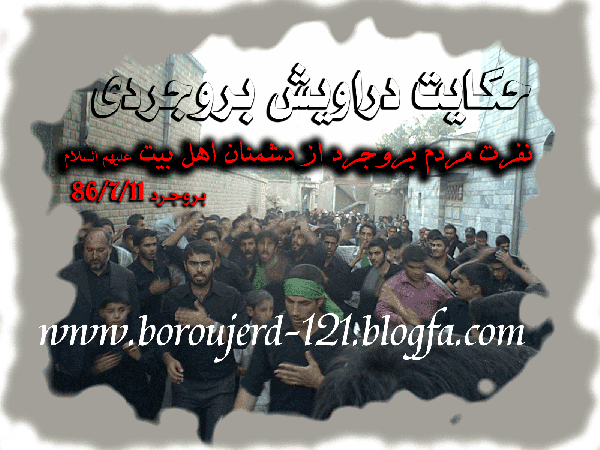 حکایت دراویش بروجردی
نفرت مردم بروجرد از دشمنان اهل بیت علیهم السلام
بروجرد 86/7/11
www.boroujerd-121.blogfa.com